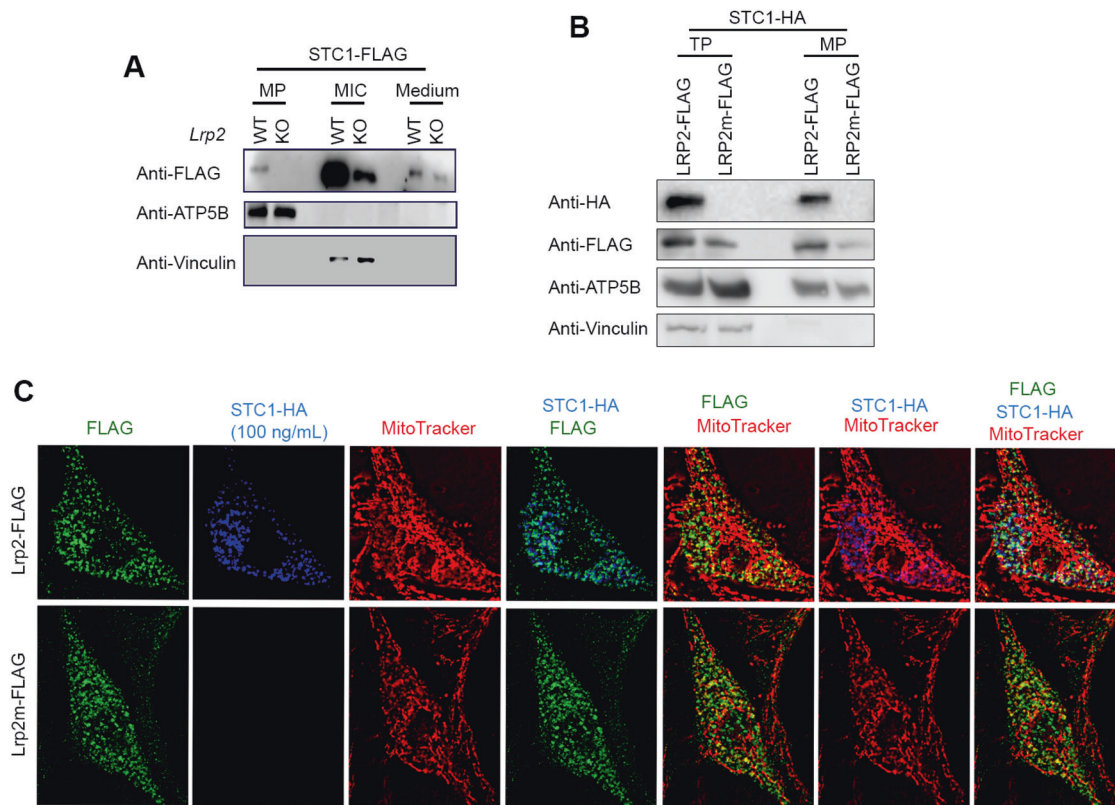 A
STC1-FLAG
MP MIC Medium
Lrp2 WT KO WT KO WT KO
Anti-FLAG
Anti-ATP5B
Anti-Vinculin
B
STC1-HA
TP MP
LRP2-FLAG LRP2m-FLAG LRP2-FLAG LRP2m-FLAG
Anti-HA
Anti-FLAG
Anti-ATP5B
Anti-Vinculin
C
FLAG
STC1-HA
(100 ng/mL)
MitoTracker
STC1-HA
FLAG
FLAG
MitoTracker
STC1-HA
MitoTracker
FLAG
STC1-HA
MitoTracker
Lrp2-FLAG
Lrp2m-FLAG